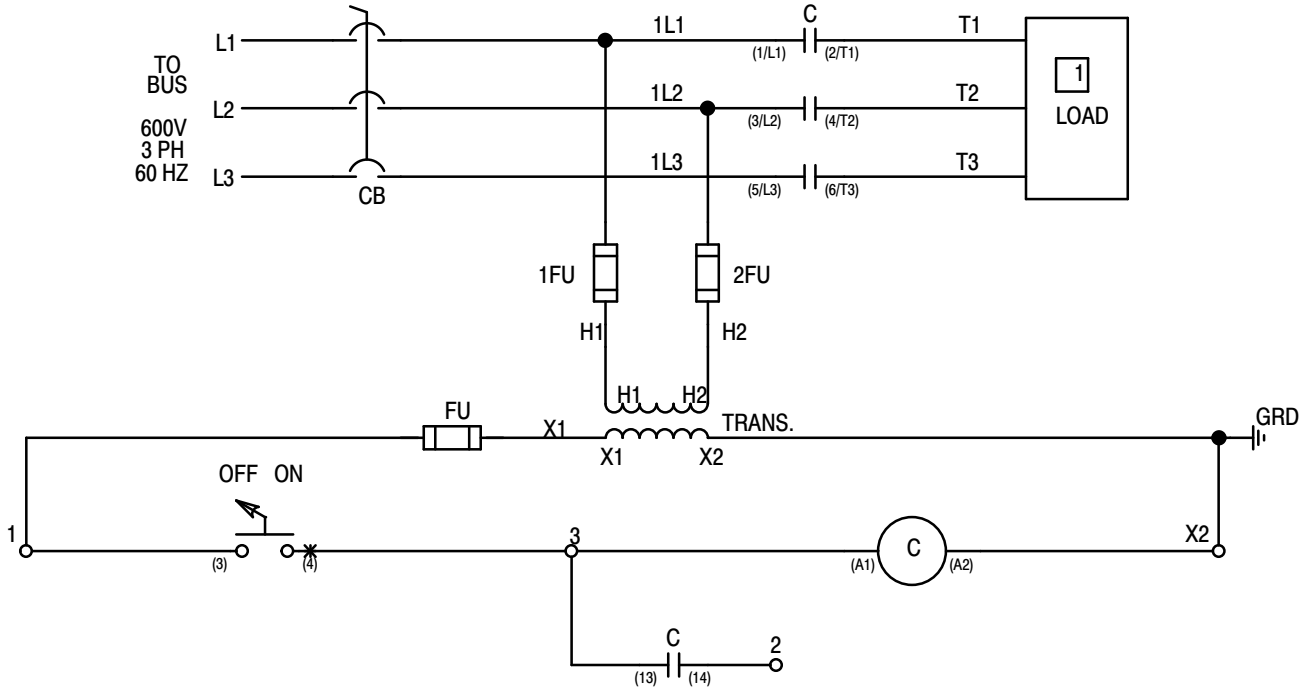 L1
1L1
C
T1
(1/L1)
(2/T1)
TO
BUS
1
L2
1L2
T2
LOAD
(3/L2)
(4/T2)
600V
3 PH
60 HZ
L3
1L3
T3
(5/L3)
(6/T3)
CB
1FU
2FU
H1
H2
H1
H2
FU
X1
TRANS.
GRD
X1
X2
OFF ON
1
3
C
X2
(3)
(4)
(A1)
(A2)
C
2
(13)
(14)